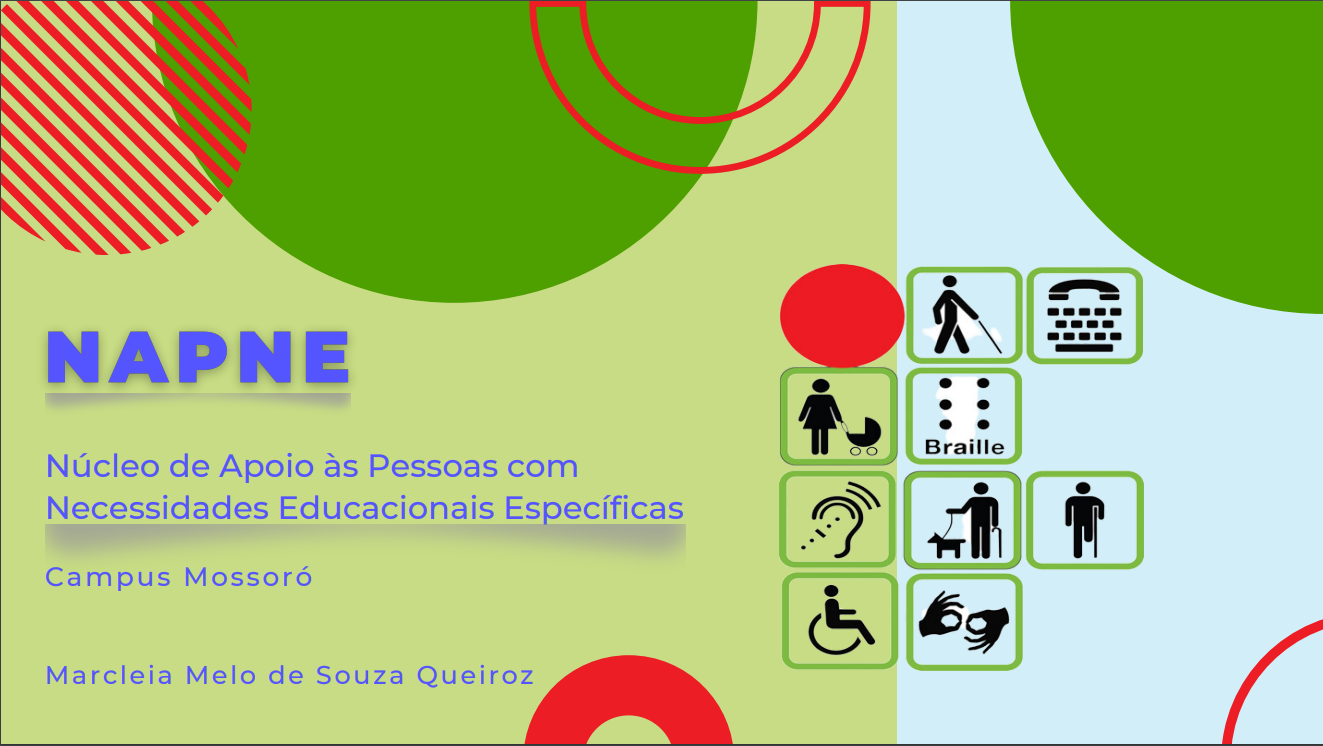 NAPNE
Núcleo de Apoio às Pessoas com
Necessidades Educacionais Específicas
Campus Mossoró
Marcleia Melo de Souza Queiroz
Braille